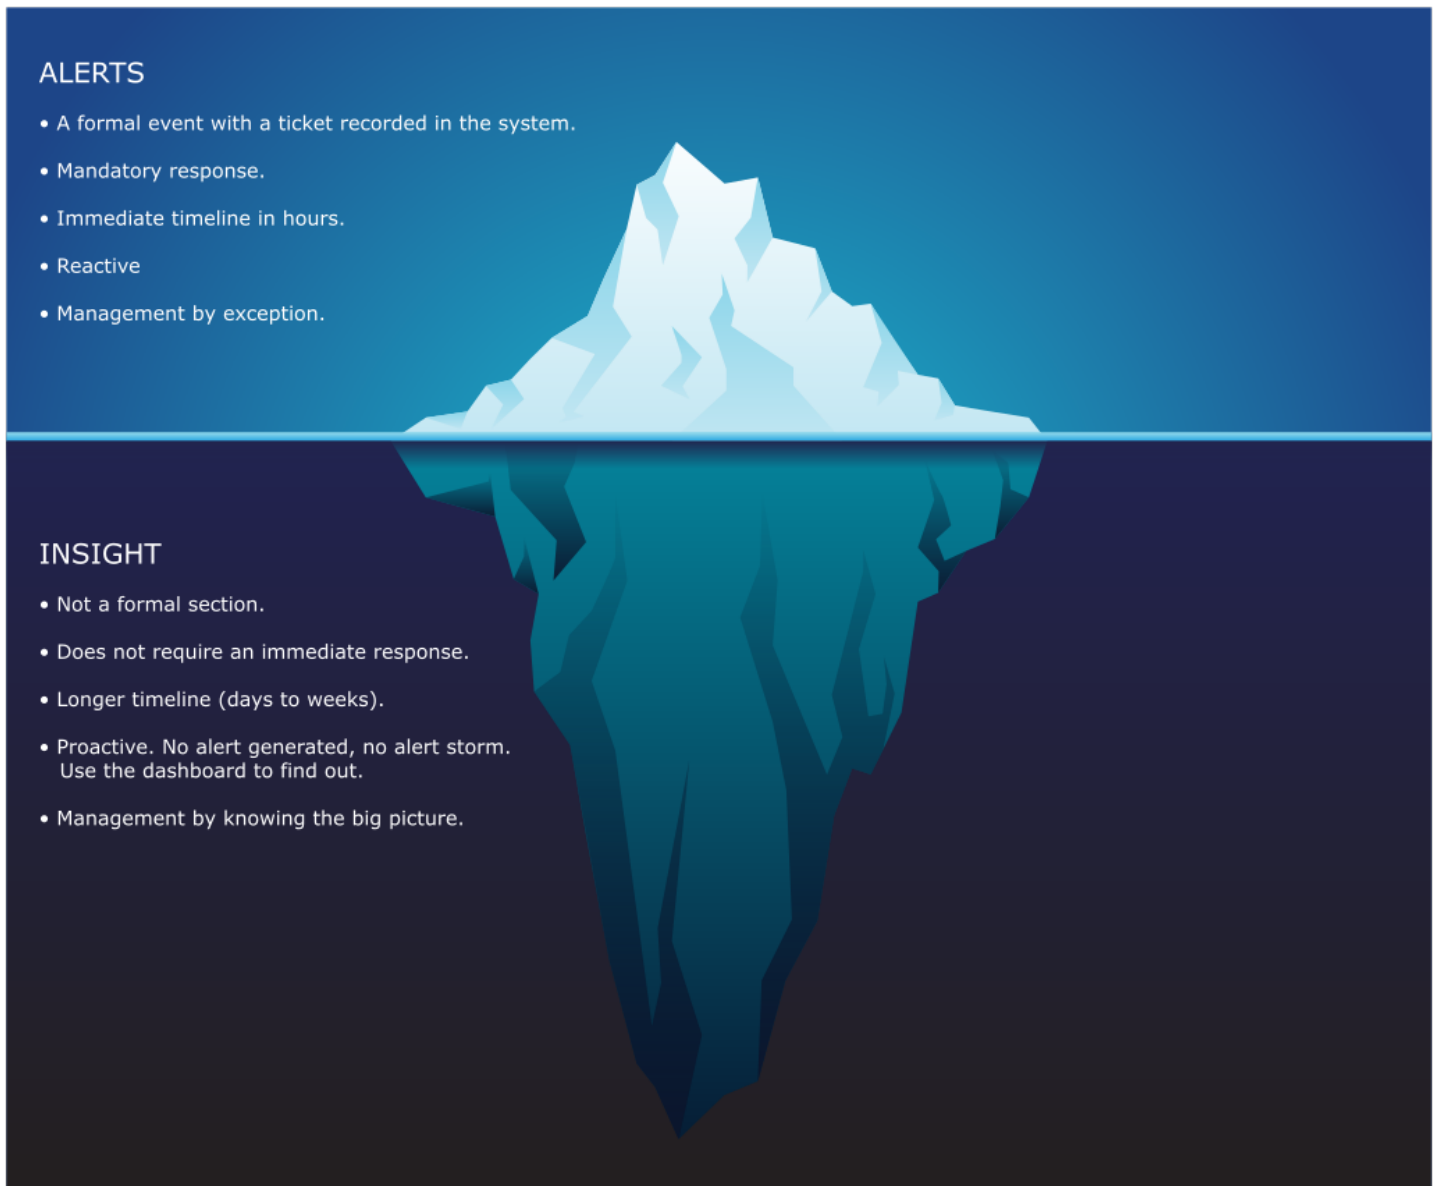 ALERTS
• A formal event with a ticket recorded in the system.
• Mandatory response.
• Immediate timeline in hours.
• Reactive
• Management by exception.
INSIGHT
• Not a formal section.
• Does not require an immediate response.
• Longer timeline (days to weeks).
• Proactive. No alert generated, no alert storm.
Use the dashboard to find out.
• Management by knowing the big picture.